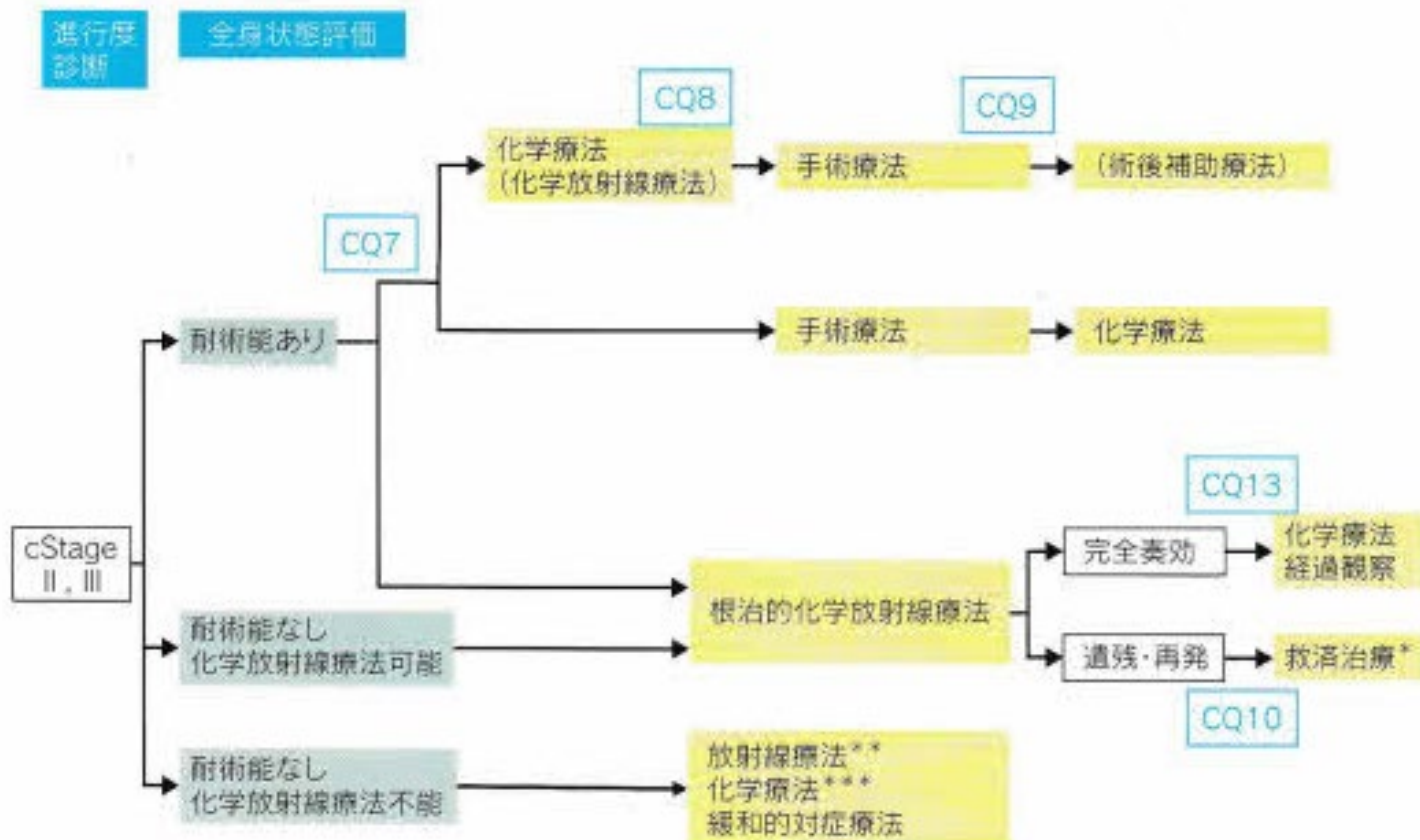 進行度
診断
全身状態評価
CQ8
CQ9
化学療法
(化学放射線療法)
手術療法
(術後補助療法)
CQ7
耐術能あり
手術療法
化学療法
CQ13
cStage
Ⅱ, Ⅲ
完全奏効
化学療法
経過観察
耐術能なし
化学放射線療法可能
根治的化学放射線療法
遺残・再発
救済治療*
CQ10
耐術能なし
化学放射線療法不能
放射線療法**
化学療法***
緩和的対症療法